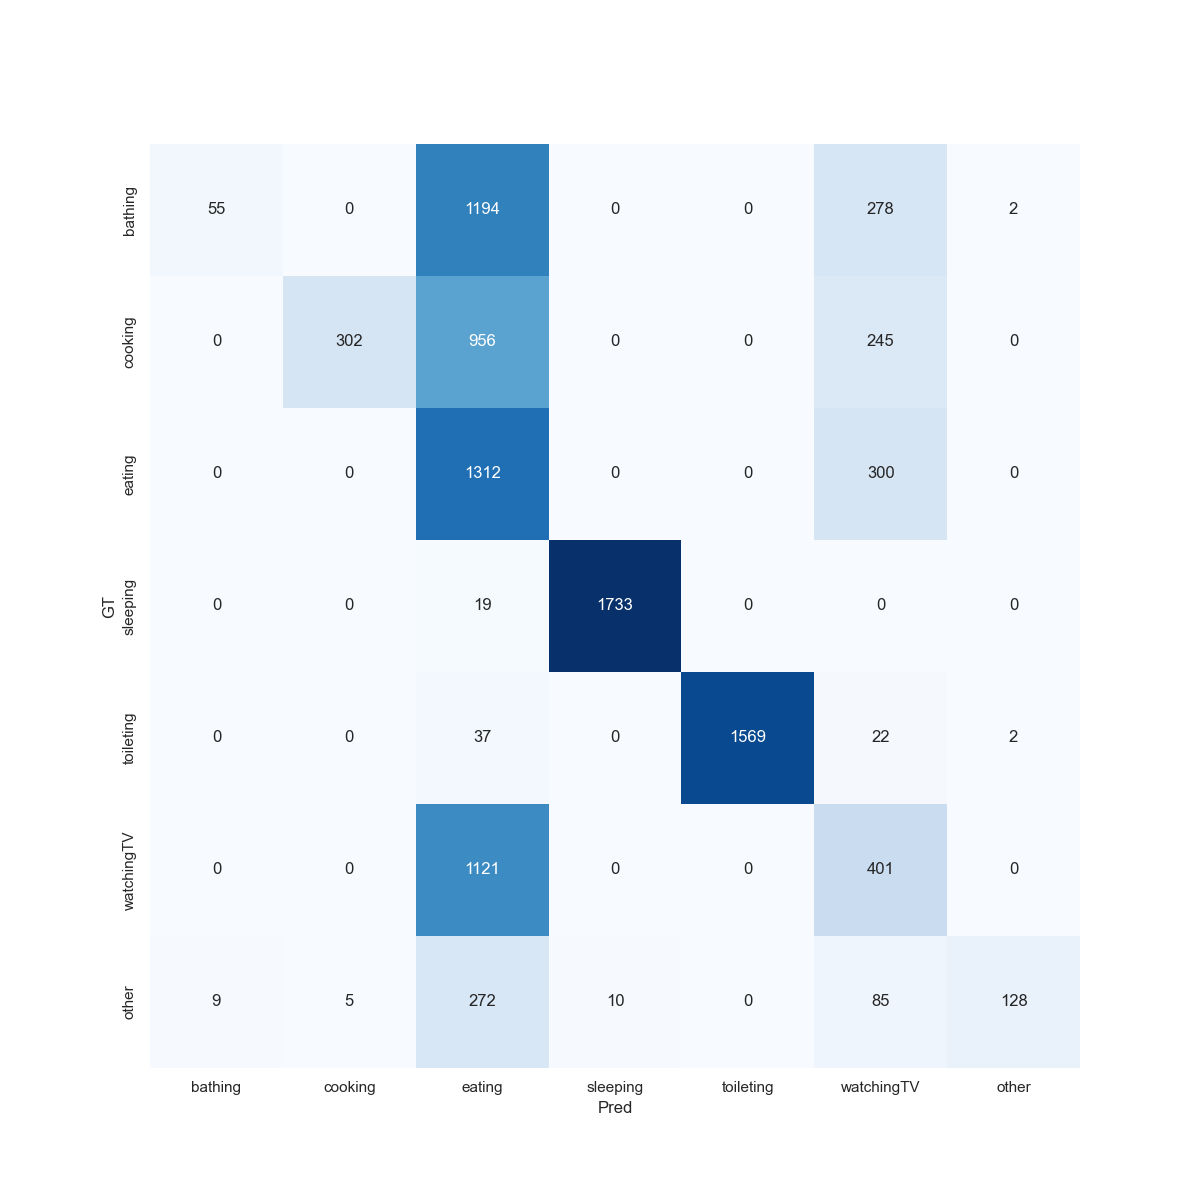 bathing 55 0 1194 0 0 278 2
cooking 0 302 956 0 0 245 0
eating 0 0 1312 0 0 300 0
GT
sleeping 0 0 19 1733 0 0 0
toileting 0 0 37 0 1569 22 2
watchingTV 0 0 1121 0 0 401 0
other 9 5 272 10 0 85 128
bathing cooking eating sleeping toileting watchingTV other
Pred